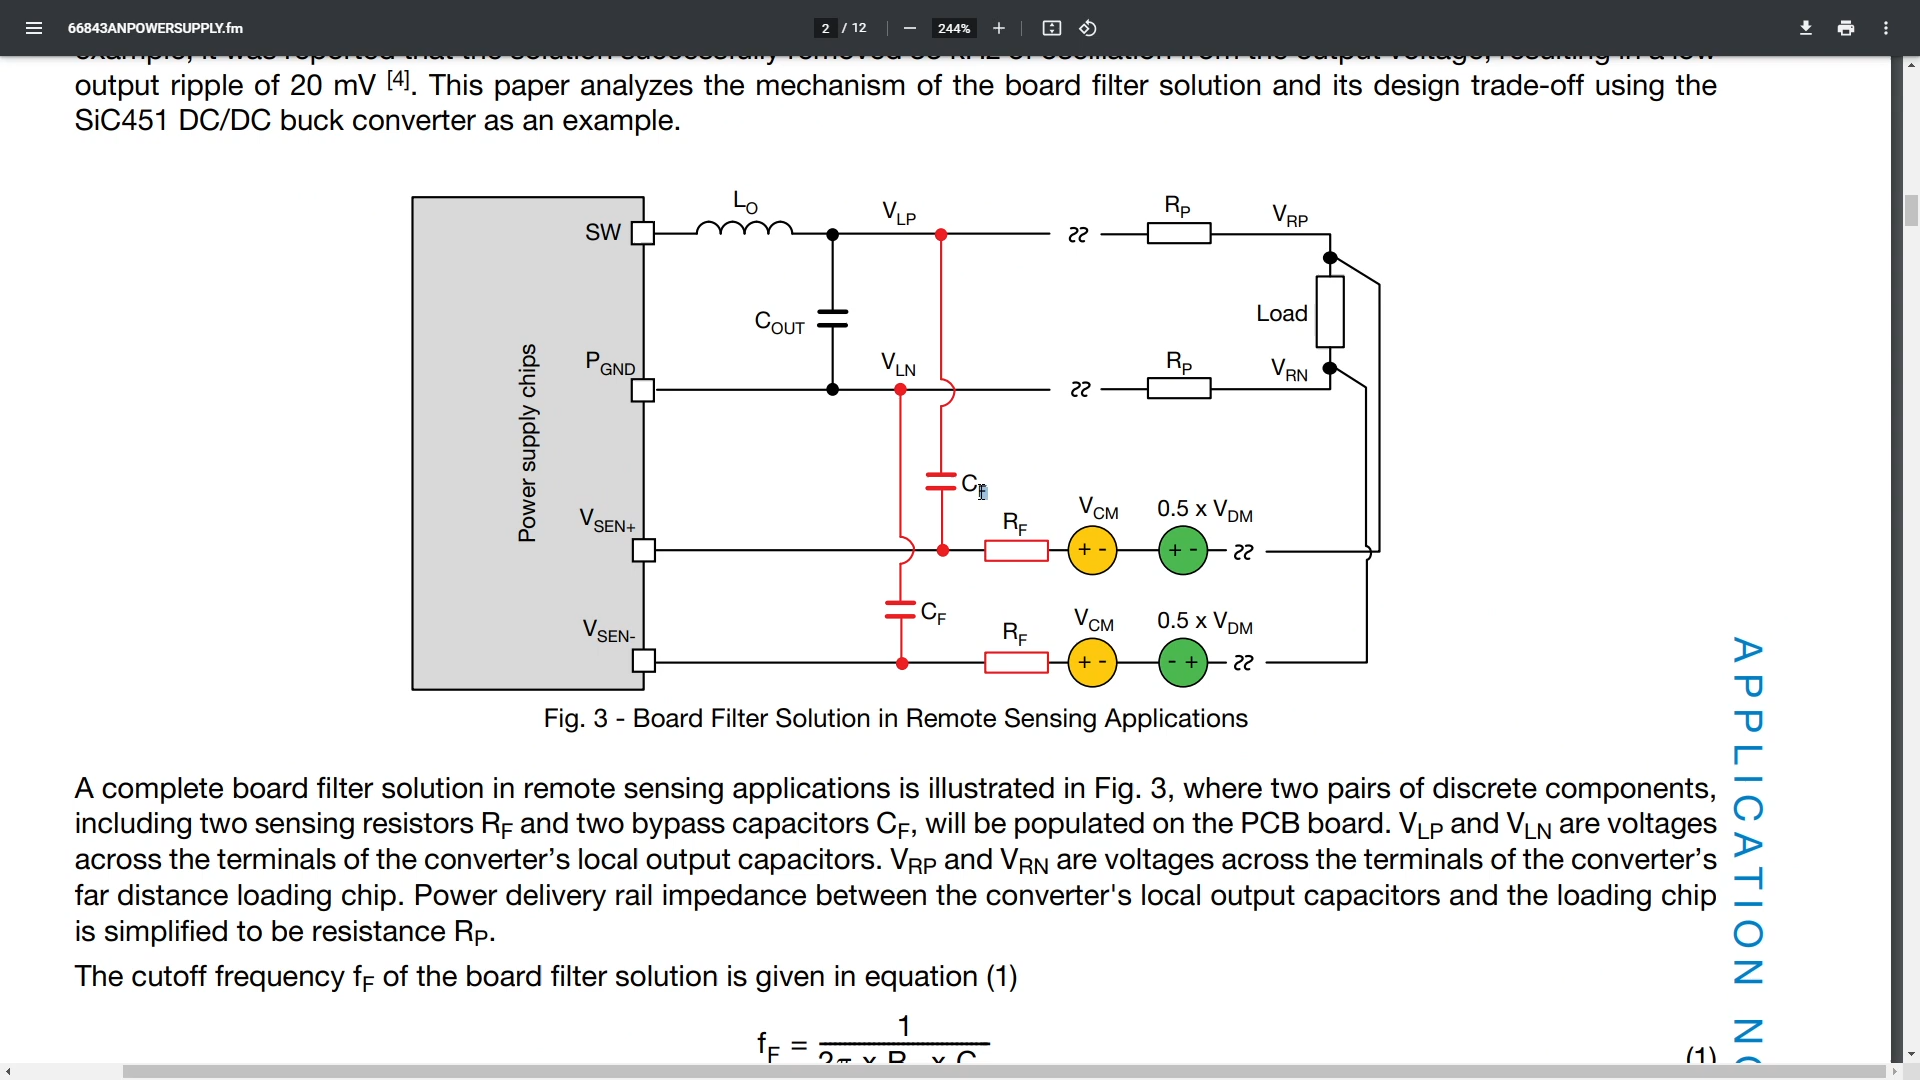 66843ANPOWERSUPPLY.fm
2 / 12
244%
output ripple of 20 mV [4]. This paper analyzes the mechanism of the board filter solution and its design trade-off using the
SiC451 DC/DC buck converter as an example.
LO
VLP
RP
VRP
SW
COUT
Load
PGND
VLN
RP
VRN
Power supply chips
CF
VSEN+
RF
VCM
0.5 x VDM
+ -
+ -
CF
VSEN-
RF
VCM
0.5 x VDM
+ -
- +
Fig. 3 - Board Filter Solution in Remote Sensing Applications
A complete board filter solution in remote sensing applications is illustrated in Fig. 3, where two pairs of discrete components,
including two sensing resistors RF and two bypass capacitors CF, will be populated on the PCB board. VLP and VLN are voltages
across the terminals of the converter’s local output capacitors. VRP and VRN are voltages across the terminals of the converter’s
far distance loading chip. Power delivery rail impedance between the converter's local output capacitors and the loading chip
is simplified to be resistance RP.
The cutoff frequency fF of the board filter solution is given in equation (1)
fF = 1
2π x R x C
(1)
APPLICATION